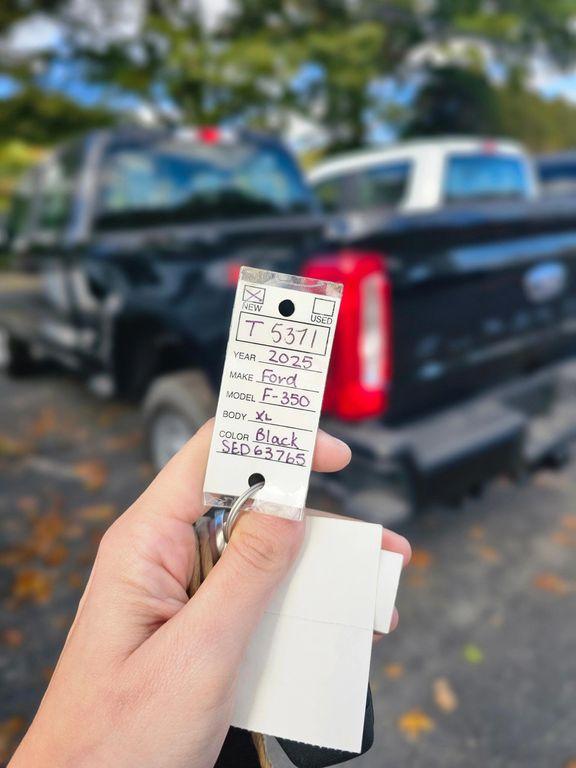 NEW USED
T 5371
YEAR 2025
MAKE Ford
MODEL F-350
BODY XL
COLOR Black
SED63765